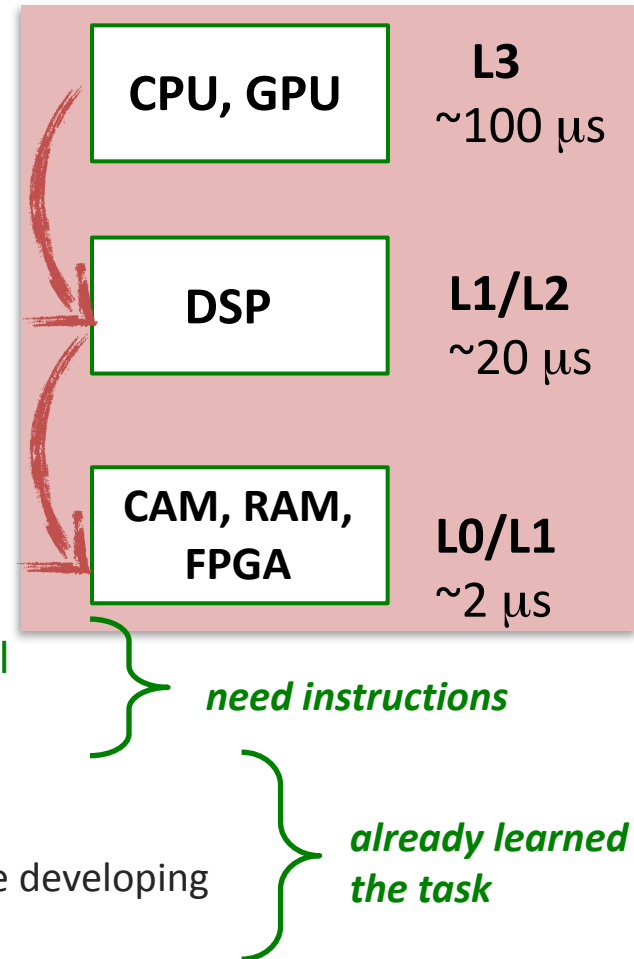 CPU, GPU
L3
~100 μs
DSP
L1/L2
~20 μs
CAM, RAM,
FPGA
L0/L1
~2 μs
need instructions
already learned
the task
developing